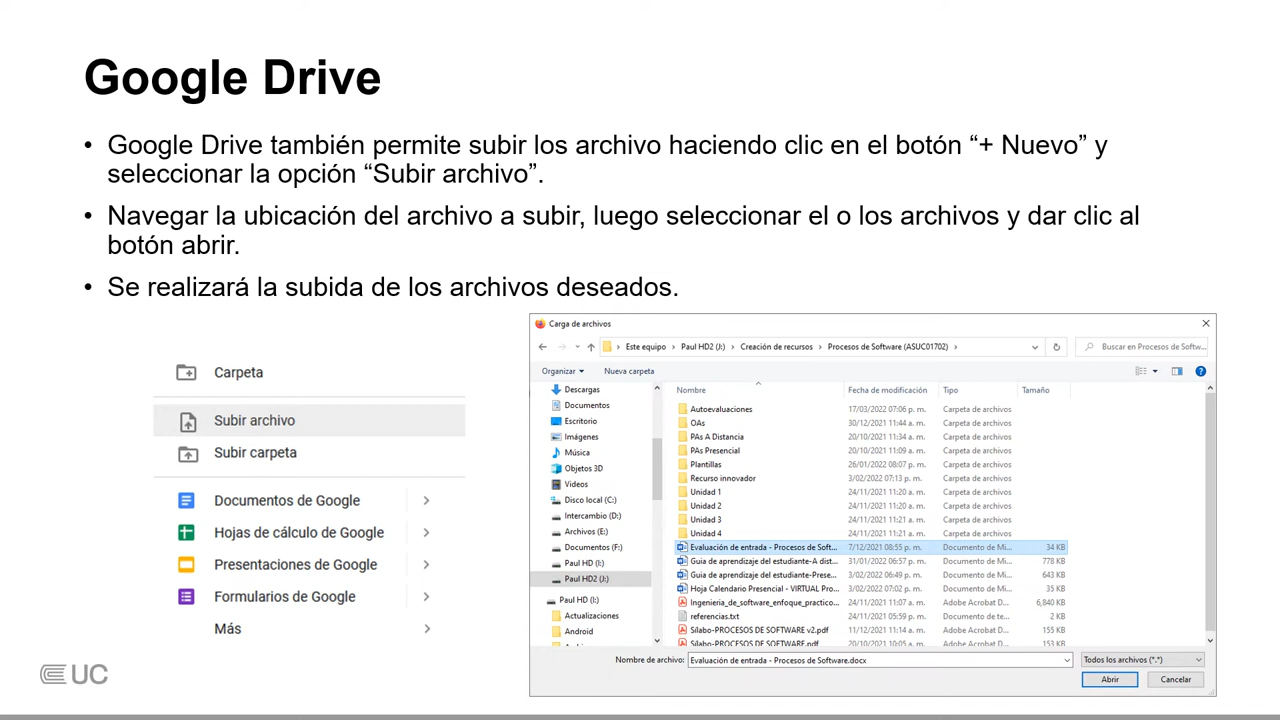 Google Drive
• Google Drive también permite subir los archivo haciendo clic en el botón “+ Nuevo” y
seleccionar la opción “Subir archivo”.
• Navegar la ubicación del archivo a subir, luego seleccionar el o los archivos y dar clic al
botón abrir.
• Se realizará la subida de los archivos deseados.
Carpeta
Subir archivo
Subir carpeta
Documentos de Google
Hojas de cálculo de Google
Presentaciones de Google
Formularios de Google
Más
Carga de archivos
Este equipo > Paul HD2 (J:) > Creación de recursos > Procesos de Software (ASUC01702) >
Buscar en Procesos de Softw...
Organizar
Nueva carpeta
Descargas
Documentos
Escritorio
Imágenes
Música
Objetos 3D
Videos
Disco local (C:)
Intercambio (D:)
Archivos (E:)
Documentos (F:)
Paul HD (I:)
Paul HD2 (J:)
Paul HD (I:)
Actualizaciones
Android
Nombre Fecha de modificación Tipo Tamaño
Autoevaluaciones 17/03/2022 07:06 p. m. Carpeta de archivos
OAs 30/12/2021 11:44 a. m. Carpeta de archivos
PAs A Distancia 20/10/2021 11:34 a. m. Carpeta de archivos
PAs Presencial 20/10/2021 11:09 a. m. Carpeta de archivos
Plantillas 26/01/2022 08:07 p. m. Carpeta de archivos
Recurso innovador 3/02/2022 07:13 p. m. Carpeta de archivos
Unidad 1 24/11/2021 11:20 a. m. Carpeta de archivos
Unidad 2 24/11/2021 11:20 a. m. Carpeta de archivos
Unidad 3 24/11/2021 11:21 a. m. Carpeta de archivos
Unidad 4 24/11/2021 11:21 a. m. Carpeta de archivos
Evaluación de entrada - Procesos de Soft... 7/12/2021 08:55 p. m. Documento de Mi... 34 KB
Guia de aprendizaje del estudiante-A dist... 31/01/2022 06:57 p. m. Documento de Mi... 778 KB
Guia de aprendizaje del estudiante-Prese... 3/02/2022 06:49 p. m. Documento de Mi... 643 KB
Hoja Calendario Presencial - VIRTUAL Pro... 3/02/2022 06:56 p. m. Documento de Mi... 35 KB
Ingenieria_de_software_enfoque_practico... 24/11/2021 11:07 a. m. Adobe Acrobat D... 6,840 KB
referencias.txt 24/11/2021 05:59 p. m. Documento de te... 2 KB
Sílabo-PROCESOS DE SOFTWARE v2.pdf 11/12/2021 11:14 a. m. Adobe Acrobat D... 155 KB
Sílabo-PROCESOS DE SOFTWARE.pdf 20/10/2021 10:05 a. m. Adobe Acrobat D... 153 KB
Nombre de archivo: Evaluación de entrada - Procesos de Software.docx
Todos los archivos (*.*)
Abrir
Cancelar
UC